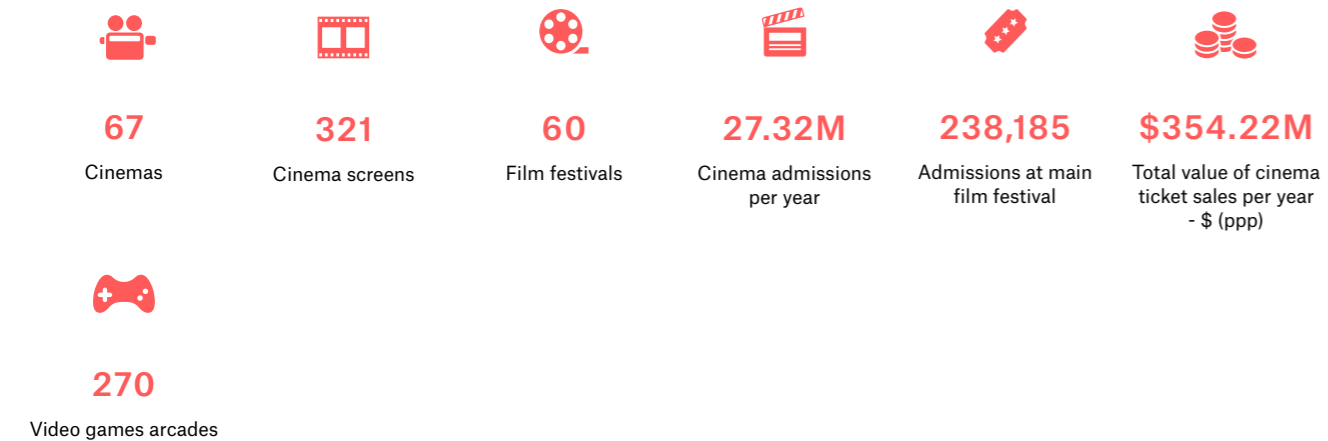 67
Cinemas
321
Cinema screens
60
Film festivals
27.32M
Cinema admissions
per year
238,185
Admissions at main
film festival
$354.22M
Total value of cinema
ticket sales per year
- $ (ppp)
270
Video games arcades